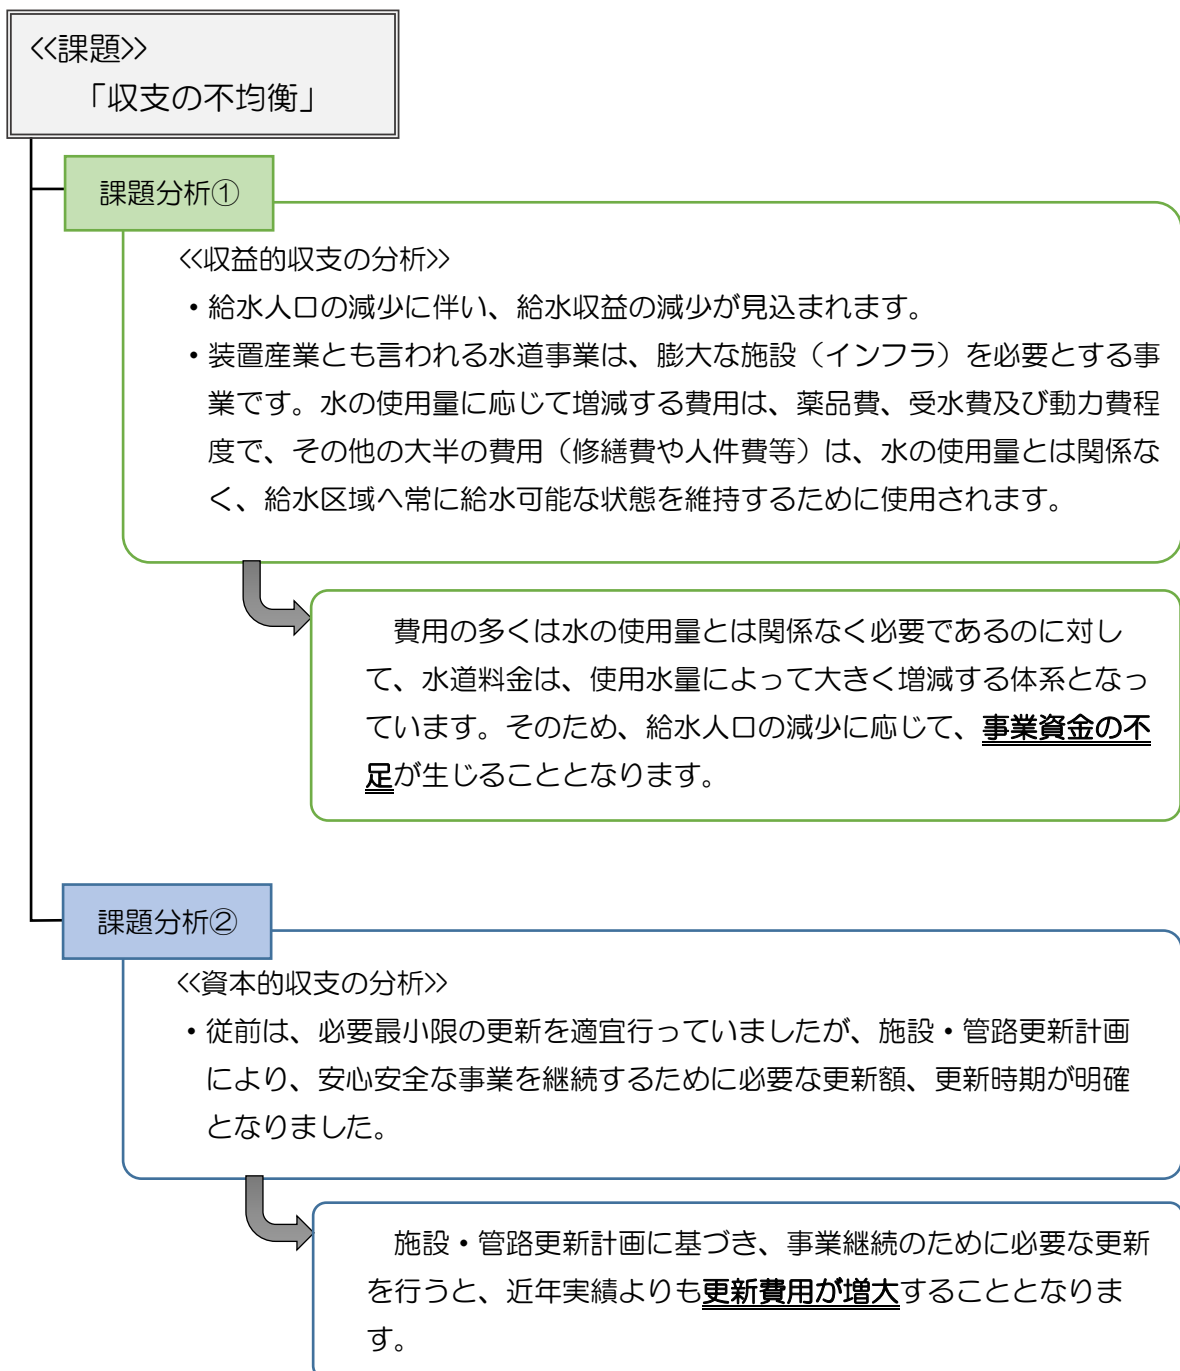 ≪課題≫
「収支の不均衡」
課題分析①
≪収益的収支の分析≫
・給水人口の減少に伴い、給水収益の減少が見込まれます。
・装置産業とも言われる水道事業は、膨大な施設（インフラ）を必要とする事
業です。水の使用量に応じて増減する費用は、薬品費、受水費及び動力費程
度で、その他の大半の費用（修繕費や人件費等）は、水の使用量とは関係な
く、給水区域へ常に給水可能な状態を維持するために使用されます。
費用の多くは水の使用量とは関係なく必要であるのに対し
て、水道料金は、使用水量によって大きく増減する体系となっ
ています。そのため、給水人口の減少に応じて、事業資金の不
足が生じることとなります。
課題分析②
≪資本的収支の分析≫
・従前は、必要最小限の更新を適宜行っていましたが、施設・管路更新計画
により、安心安全な事業を継続するために必要な更新額、更新時期が明確
となりました。
施設・管路更新計画に基づき、事業継続のために必要な更新
を行うと、近年実績よりも更新費用が増大することとなりま
す。